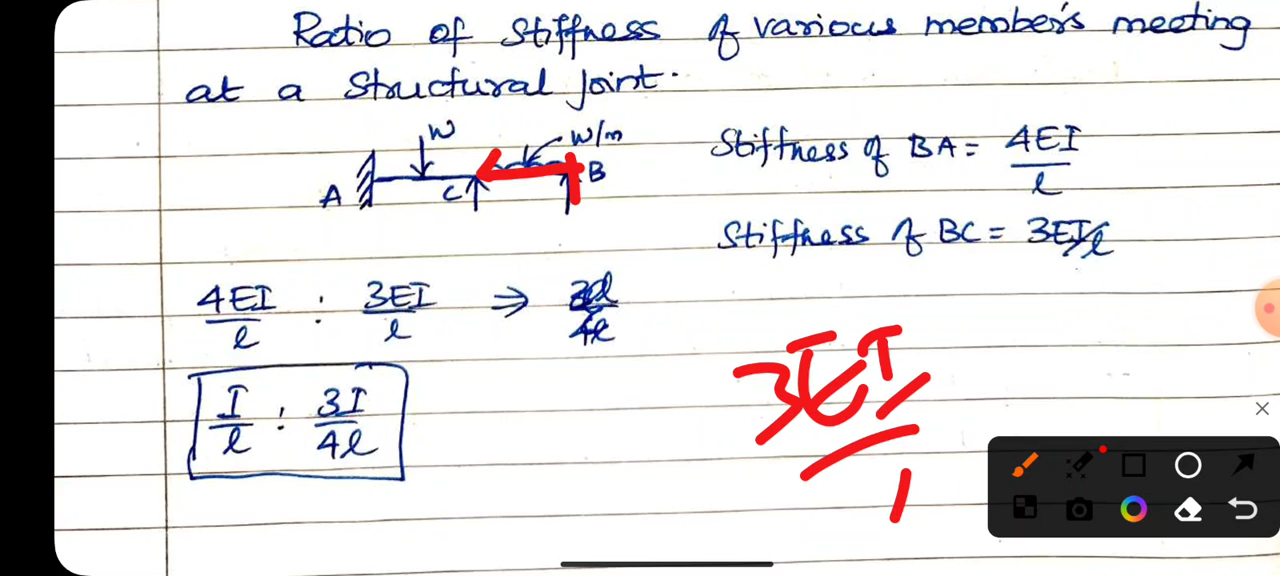 Ratio of Stiffness of various member's meeting
at a Structural Joint.
W
W/m
A
C
B
Stiffness of BA = 4EI/l
Stiffness of BC = 3EI/l
4EI/l : 3EI/l ⇒
I/l : 3I/4l
3EI/l